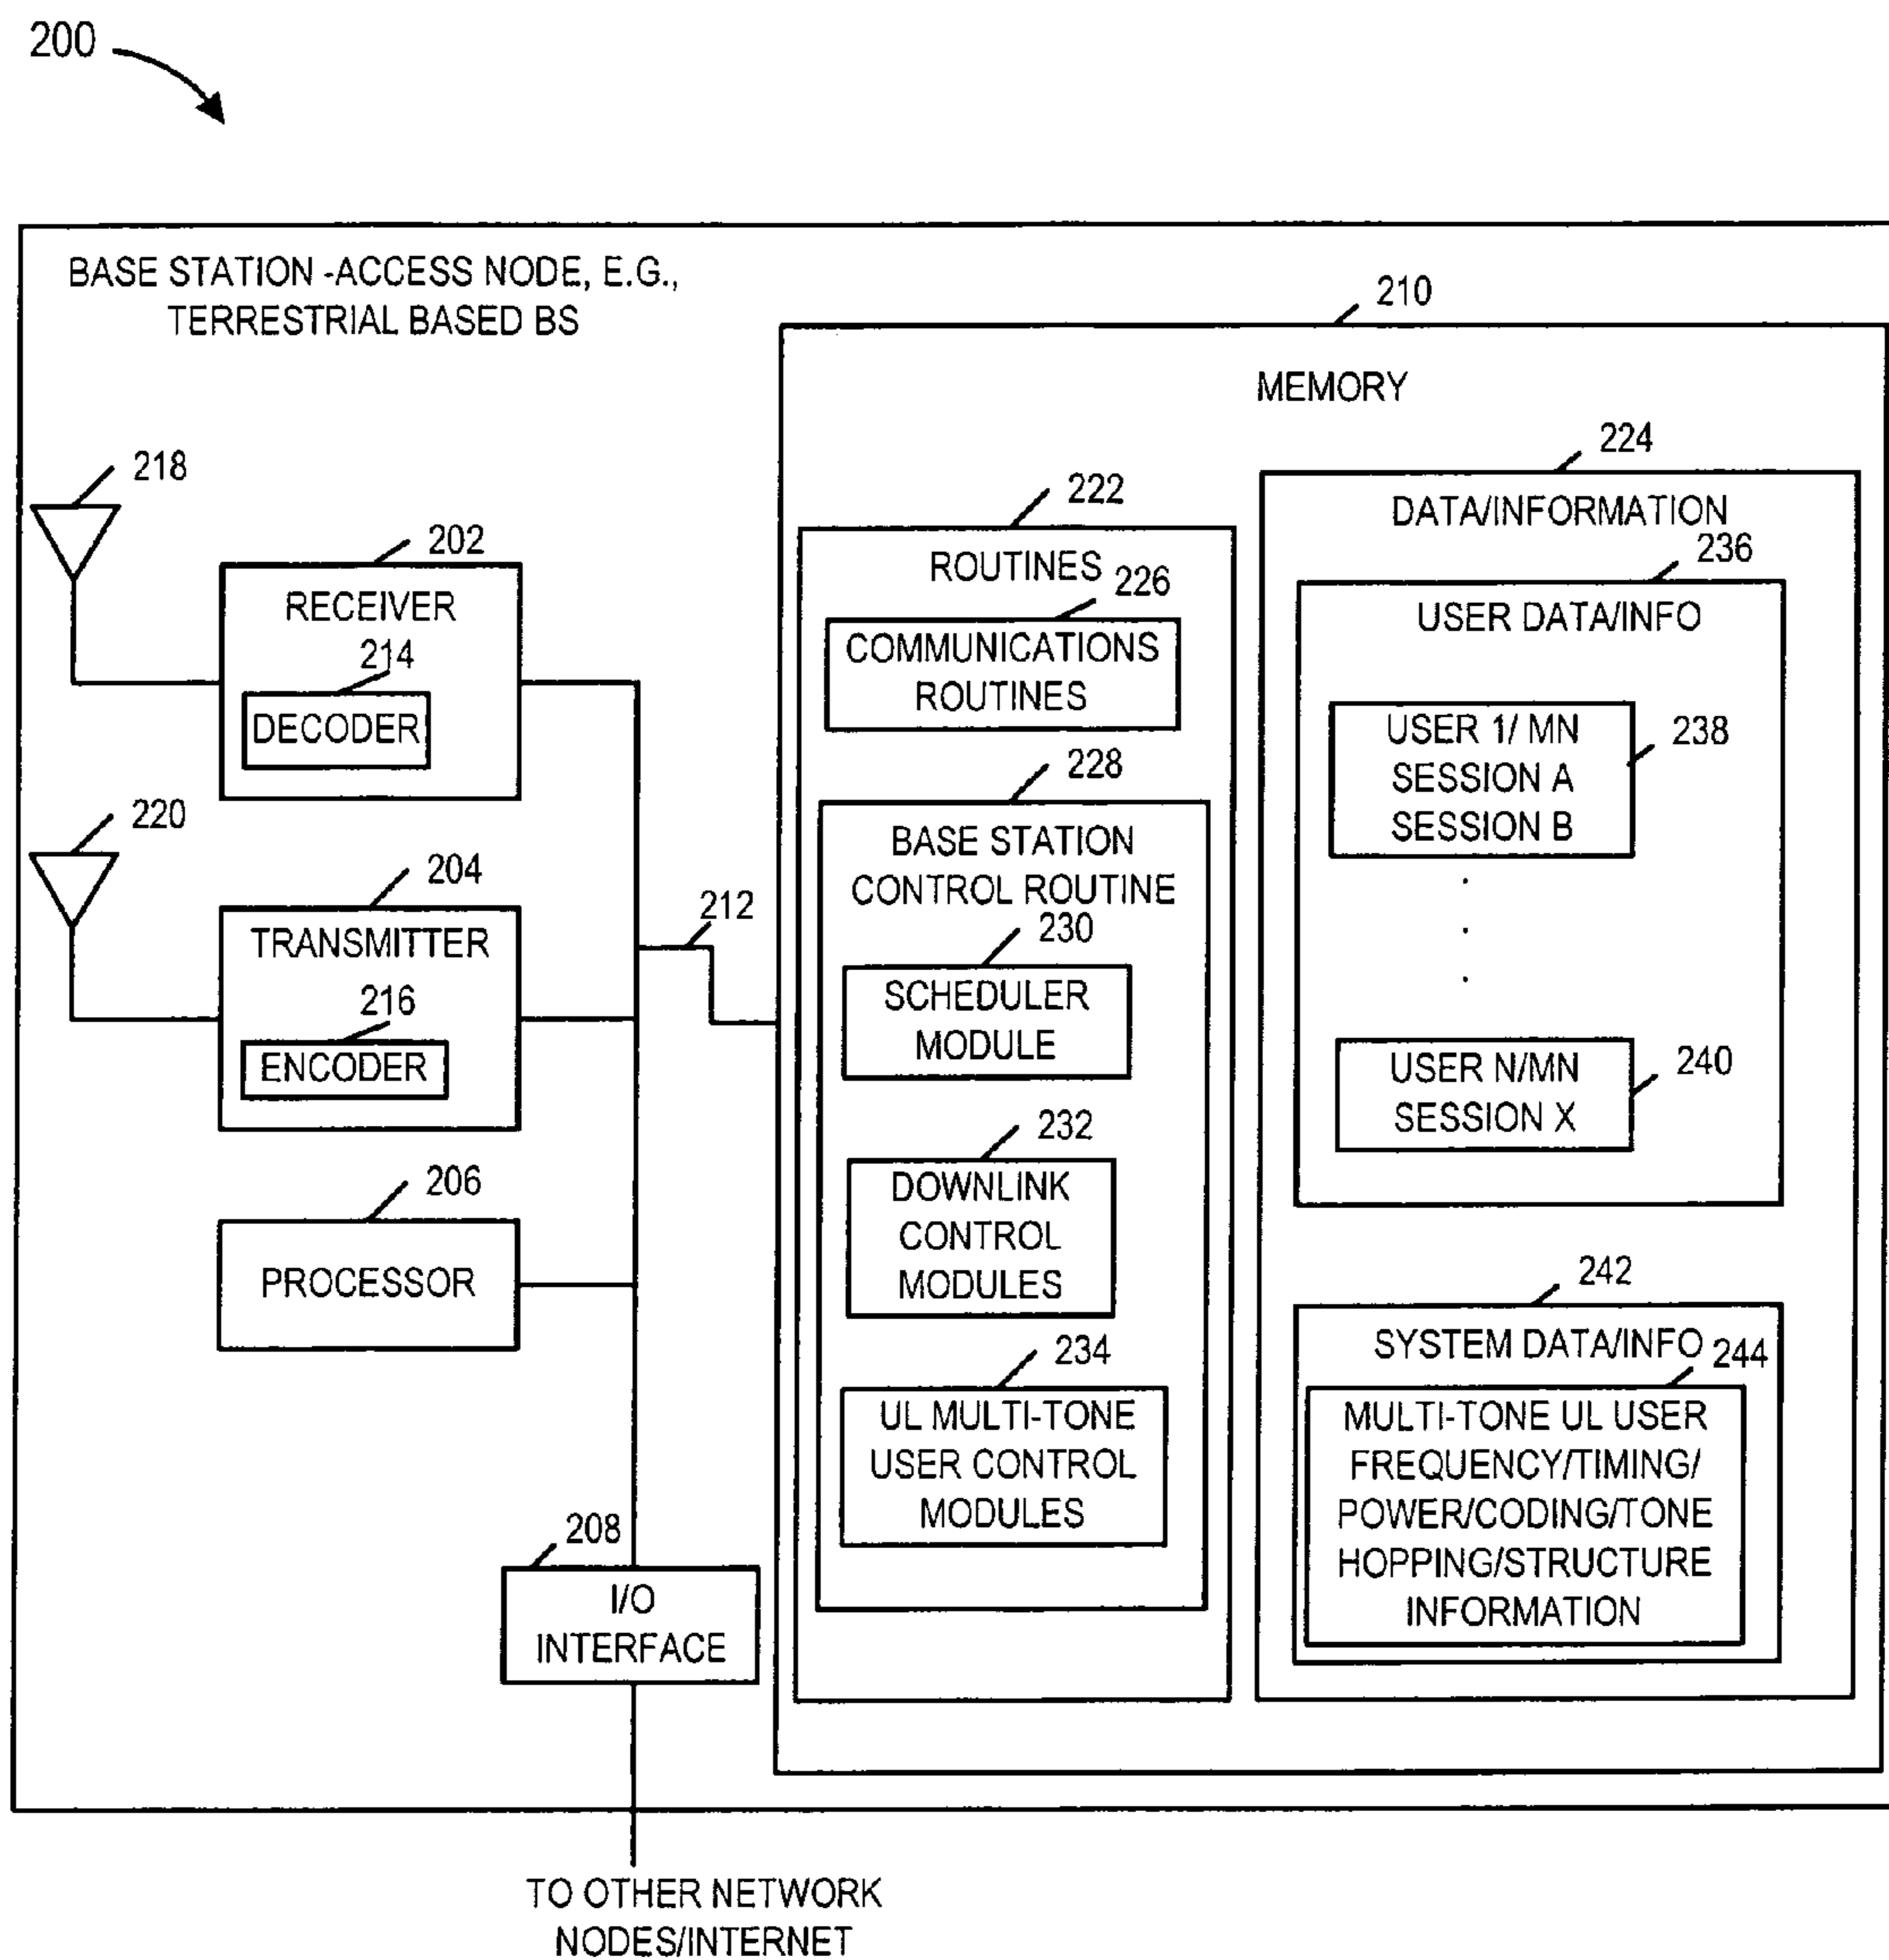 200
BASE STATION -ACCESS NODE, E.G.,
TERRESTRIAL BASED BS
210
MEMORY
218
202
RECEIVER
214
DECODER
220
204
TRANSMITTER
216
ENCODER
206
PROCESSOR
212
208
I/O
INTERFACE
TO OTHER NETWORK
NODES/INTERNET
222
ROUTINES
226
COMMUNICATIONS
ROUTINES
228
BASE STATION
CONTROL ROUTINE
230
SCHEDULER
MODULE
232
DOWNLINK
CONTROL
MODULES
234
UL MULTI-TONE
USER CONTROL
MODULES
224
DATA/INFORMATION
236
USER DATA/INFO
USER 1/ MN
SESSION A
SESSION B
238
.
.
.
USER N/MN
SESSION X
240
242
SYSTEM DATA/INFO
244
MULTI-TONE UL USER
FREQUENCY/TIMING/
POWER/CODING/TONE
HOPPING/STRUCTURE
INFORMATION